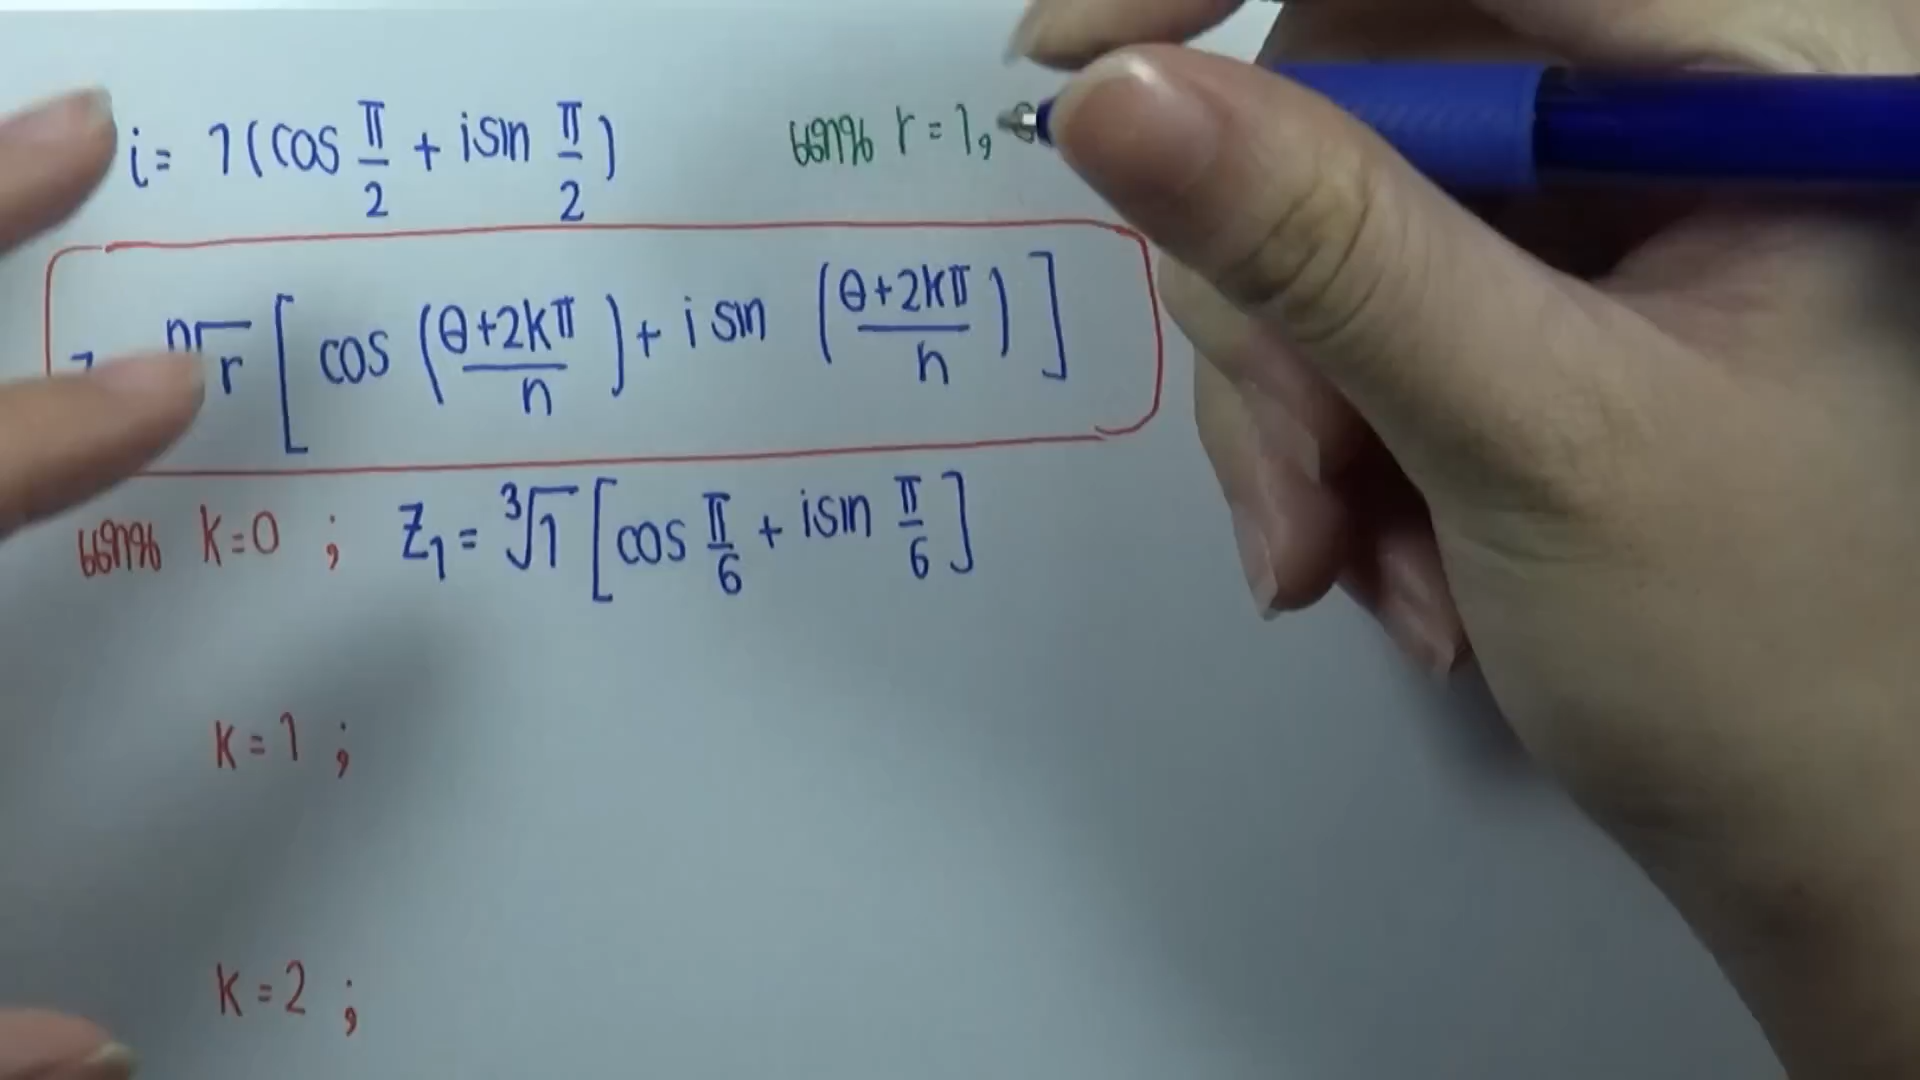 i = 1(cos π/2 + isin π/2) แทน r = 1,
ⁿ√r [cos (θ+2kπ/n) + i sin (θ+2kπ/n)]
แทน k=0 ; Z₁ = ³√1 [cos π/6 + isin π/6]
k=1 ;
k=2 ;